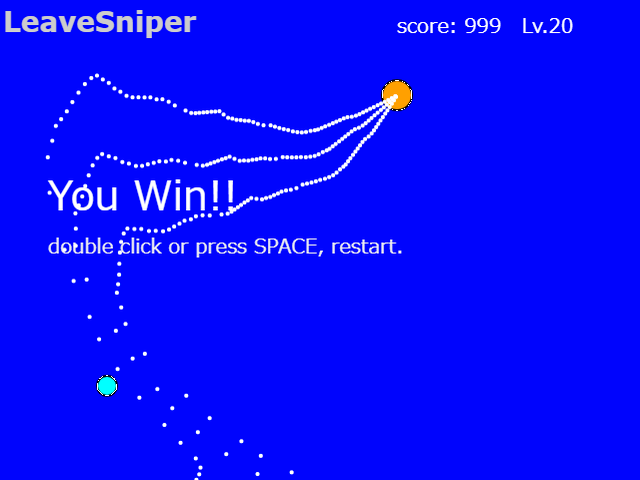 LeaveSniper
score: 999 Lv.20
You Win!!
double click or press SPACE, restart.